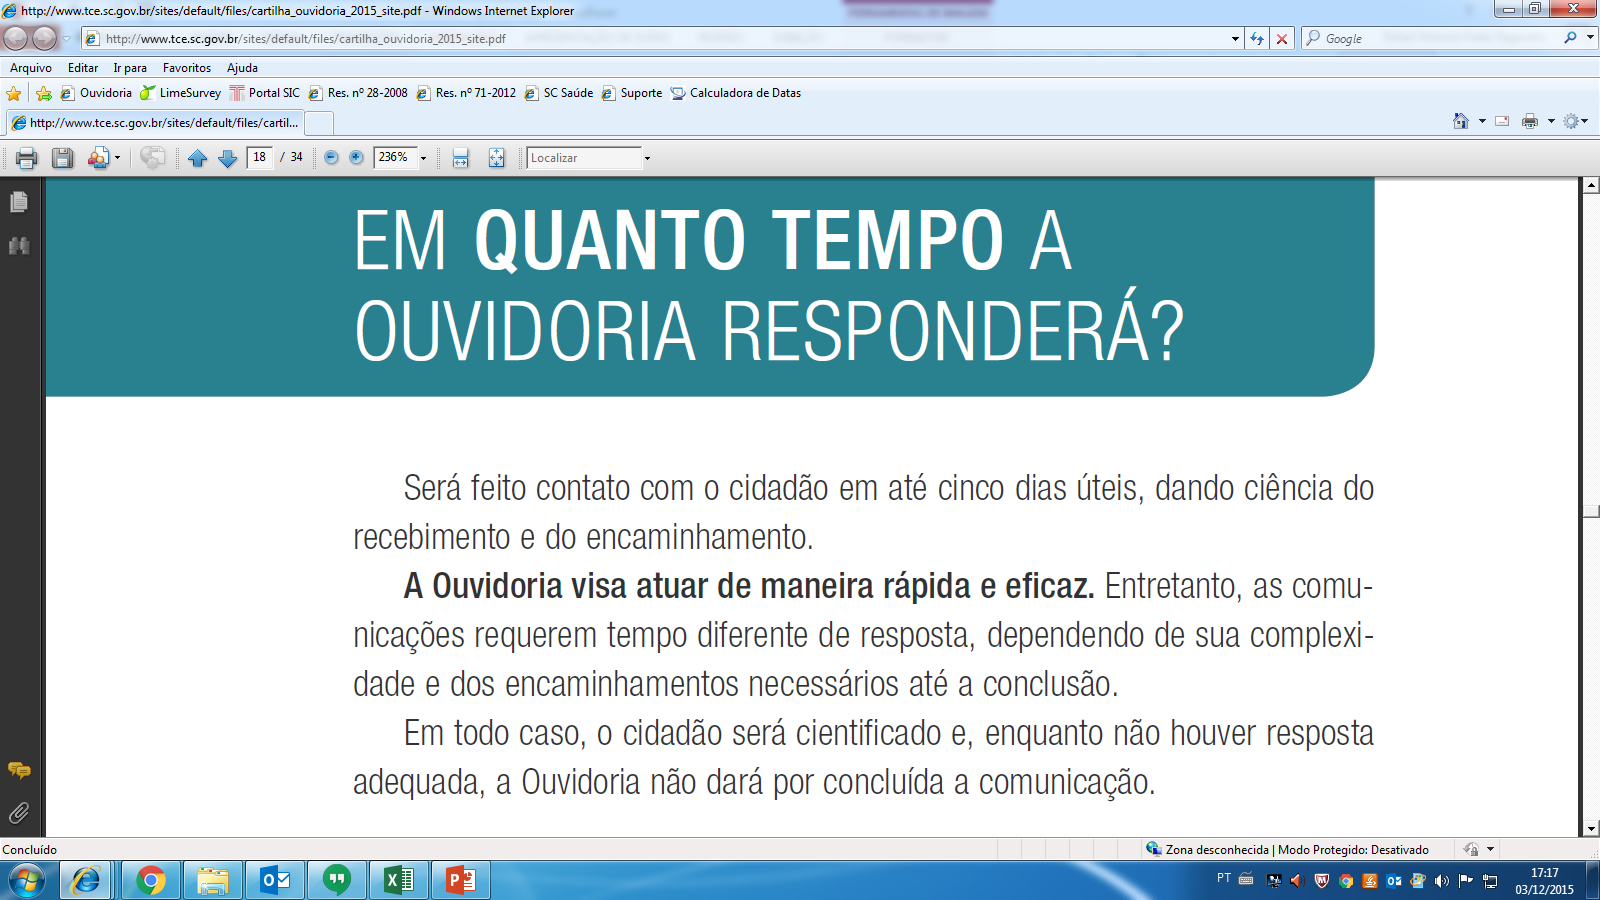 http://www.tce.sc.gov.br/sites/default/files/cartilha_ouvidoria_2015_site.pdf - Windows Internet Explorer
http://www.tce.sc.gov.br/sites/default/files/cartilha_ouvidoria_2015_site.pdf
Google
Arquivo Editar Ir para Favoritos Ajuda
Ouvidoria LimeSurvey Portal SIC Res. nº 28-2008 Res. nº 71-2012 SC Saúde Suporte Calculadora de Datas
http://www.tce.sc.gov.br/sites/default/files/cartil...
18 / 34 236% Localizar
EM QUANTO TEMPO A
OUVIDORIA RESPONDERÁ?
Será feito contato com o cidadão em até cinco dias úteis, dando ciência do
recebimento e do encaminhamento.
A Ouvidoria visa atuar de maneira rápida e eficaz. Entretanto, as comu-
nicações requerem tempo diferente de resposta, dependendo de sua complexi-
dade e dos encaminhamentos necessários até a conclusão.
Em todo caso, o cidadão será cientificado e, enquanto não houver resposta
adequada, a Ouvidoria não dará por concluída a comunicação.
Concluído
Zona desconhecida | Modo Protegido: Desativado
PT
17:17
03/12/2015